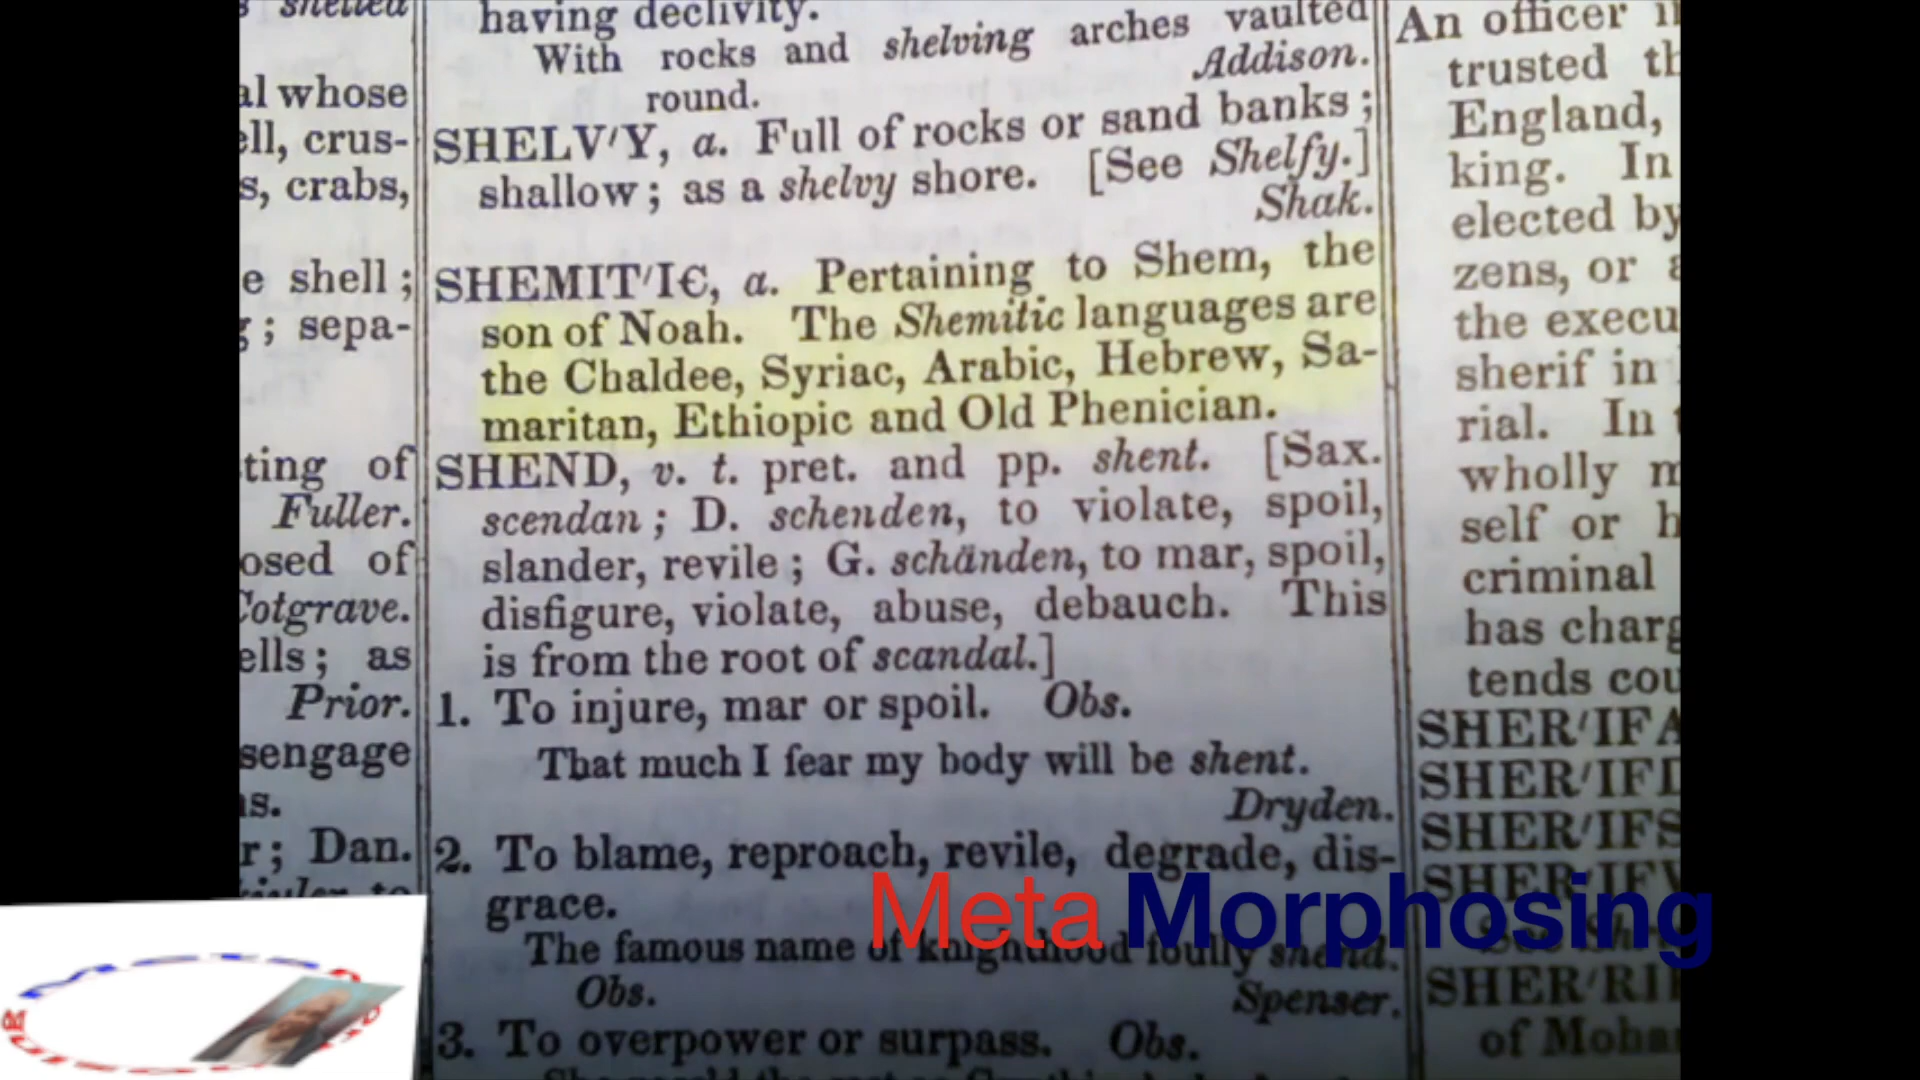 shelled
al whose
ell, crus-
s, crabs,
e shell;
; sepa-
ting of
Fuller.
osed of
Cotgrave.
ells; as
Prior.
sengage
r; Dan.
having declivity.
With rocks and shelving arches vaulted
round.
Addison.
SHELV'Y, a. Full of rocks or sand banks;
shallow; as a shelvy shore. [See Shelfy.]
Shak.
SHEMIT'IЄ, a. Pertaining to Shem, the
son of Noah. The Shemitic languages are
the Chaldee, Syriac, Arabic, Hebrew, Sa-
maritan, Ethiopic and Old Phenician.
SHEND, v. t. pret. and pp. shent. [Sax.
scendan; D. schenden, to violate, spoil,
slander, revile; G. schänden, to mar, spoil,
disfigure, violate, abuse, debauch. This
is from the root of scandal.]
1. To injure, mar or spoil. Obs.
That much I fear my body will be shent.
Dryden.
2. To blame, reproach, revile, degrade, dis-
grace.
The famous name of knighthood foully shend.
Obs.
Spenser.
3. To overpower or surpass. Obs.
An officer i
trusted th
England,
king. In
elected by
zens, or a
the execu
sherif in
rial. In
wholly m
self or h
criminal
has charg
tends cou
SHER'IFA
SHER'IFD
SHER'IFS
SHER'IFW
SHER'RI
of Moha
Meta Morphosing